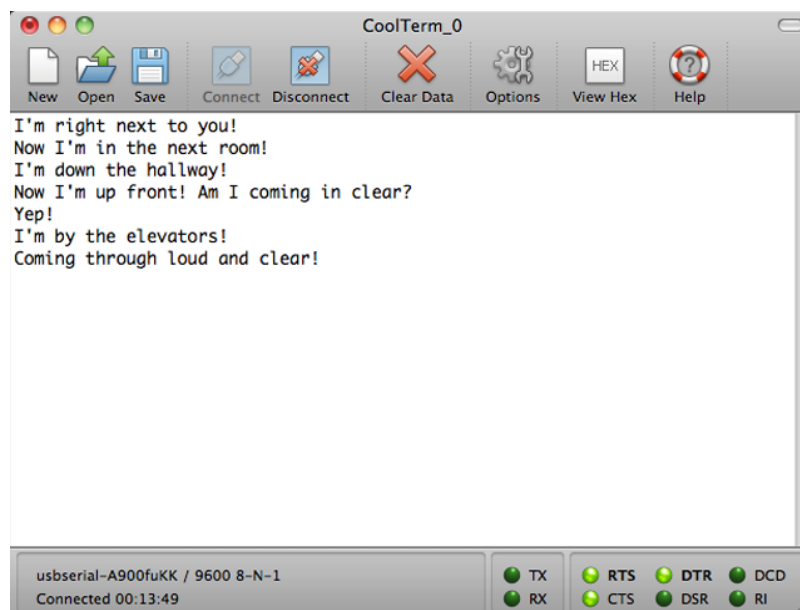 CoolTerm_0
New Open Save Connect Disconnect Clear Data Options HEX View Hex ? Help
I'm right next to you!
Now I'm in the next room!
I'm down the hallway!
Now I'm up front! Am I coming in clear?
Yep!
I'm by the elevators!
Coming through loud and clear!
usbserial-A900fuKK / 9600 8-N-1
Connected 00:13:49
TX RTS DTR DCD
RX CTS DSR RI